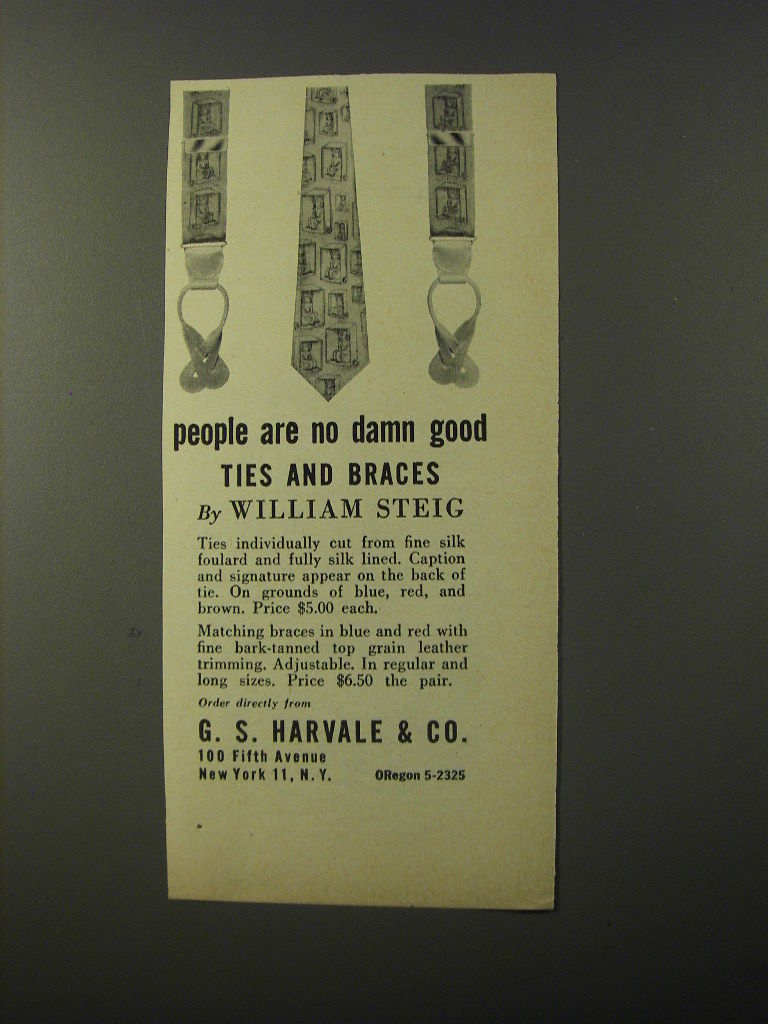 people are no damn good
TIES AND BRACES
By WILLIAM STEIG
Ties individually cut from fine silk
foulard and fully silk lined. Caption
and signature appear on the back of
tie. On grounds of blue, red, and
brown. Price $5.00 each.
Matching braces in blue and red with
fine bark-tanned top grain leather
trimming. Adjustable. In regular and
long sizes. Price $6.50 the pair.
Order directly from
G. S. HARVALE & CO.
100 Fifth Avenue
New York 11, N.Y. ORegon 5-2325